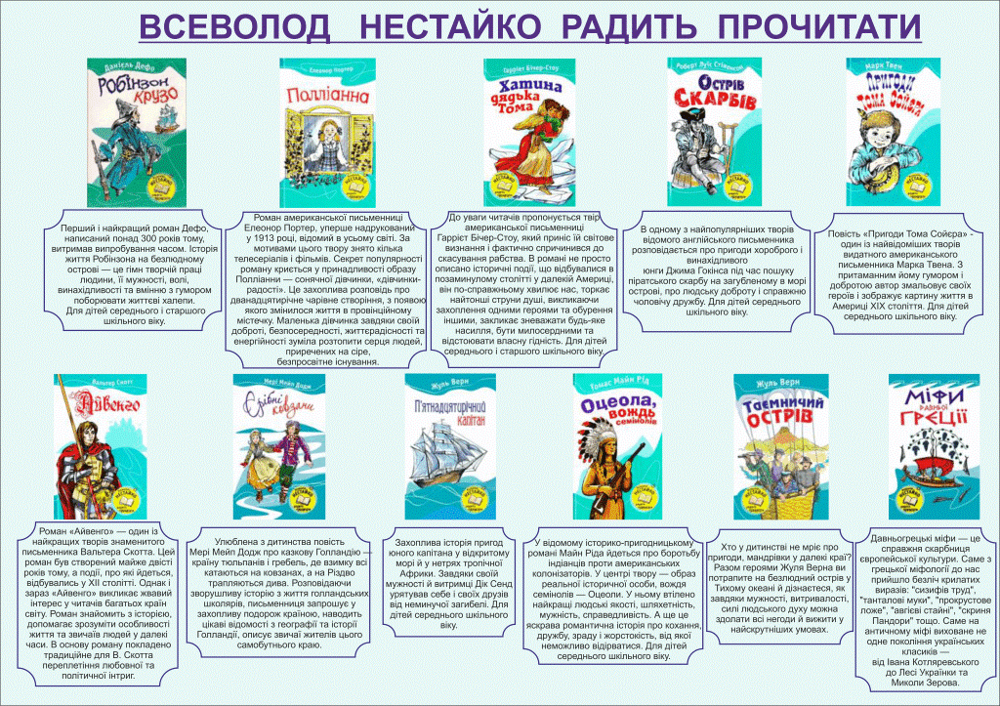 ВСЕВОЛОД НЕСТАЙКО РАДИТЬ ПРОЧИТАТИ
Данієль Дефо
РОБІНЗОН
КРУЗО
Елеонор Портер
Полліанна
Гаррієт Бічер-Стоу
Хатина
дядька
Тома
Роберт Луїс Стівенсон
Острів
Скарбів
Марк Твен
Пригоди
Тома Сойєра
Перший і найкращий роман Дефо,
написаний понад 300 років тому,
витримав випробування часом. Історія
життя Робінзона на безлюдному
острові — це гімн творчій праці
людини, її мужності, волі,
винахідливості та вмінню з гумором
поборювати життєві халепи.
Для дітей середнього і старшого
шкільного віку.
Роман американської письменниці
Елеонор Портер, уперше надрукований
у 1913 році, відомий в усьому світі. За
мотивами цього твору знято кілька
телесеріалів і фільмів. Секрет популярності
роману криється у принадливості образу
Полліанни — сонячної дівчинки, «дівчинки-
радості». Це захоплива розповідь про
дванадцятирічне чарівне створіння, з появою
якого змінилося життя в провінційному
містечку. Маленька дівчинка завдяки своїй
доброті, безпосередності, життєрадісності та
енергійності зуміла розтопити серця людей,
приречених на сіре,
безпросвітне існування.
До уваги читачів пропонується твір
американської письменниці
Гаррієт Бічер-Стоу, який приніс їй світове
визнання і фактично спричинився до
скасування рабства. В романі не просто
описано історичні події, що відбувалися в
позаминулому столітті у далекій Америці,
він по-справжньому хвилює нас, торкає
найтонші струни душі, викликаючи
захоплення одними героями та обурення
іншими, закликає зневажати будь-яке
насилля, бути милосердними та
відстоювати власну гідність. Для дітей
середнього і старшого шкільного віку.
В одному з найпопулярніших творів
відомого англійського письменника
розповідається про пригоди хороброго і
винахідливого
юнги Джима Гокінса під час пошуку
піратського скарбу на загубленому в морі
острові, про людську доброту і справжню
чоловічу дружбу. Для дітей середнього
шкільного віку.
Повість «Пригоди Тома Сойєра» -
один із найвідоміших творів
видатного американського
письменника Марка Твена. З
притаманним йому гумором і
добротою автор змальовує своїх
героїв і зображує картину життя в
Америці XIX століття. Для дітей
середнього шкільного віку.
Вальтер Скотт
Айвенго
Мері Мейп Додж
Срібні
ковзани
Жуль Верн
П'ятнадцятирічний
капітан
Томас Майн Рід
Оцеола,
вождь
семінолів
Жуль Верн
Таємничий
острів
Міфи
давньої
Греції
Роман «Айвенго» — один із
найкращих творів знаменитого
письменника Вальтера Скотта. Цей
роман був створений майже двісті
років тому, а події, про які йдеться,
відбувались у XII столітті. Однак і
зараз «Айвенго» викликає жвавий
інтерес у читачів багатьох країн
світу. Роман знайомить з історією,
допомагає зрозуміти особливості
життя та звичаїв людей у далекі
часи. В основу роману покладено
традиційне для В. Скотта
переплетіння любовної та
політичної інтриг.
Улюблена з дитинства повість
Мері Мейп Додж про казкову Голландію —
країну тюльпанів і гребель, де взимку всі
катаються на ковзанах, а на Різдво
трапляються дива. Розповідаючи
зворушливу історію з життя голландських
школярів, письменниця запрошує у
захопливу подорож країною, наводить
цікаві відомості з географії та історії
Голландії, описує звичаї жителів цього
самобутнього краю.
Захоплива історія пригод
юного капітана у відкритому
морі й у нетрях тропічної
Африки. Завдяки своїй
мужності й витримці Дік Сенд
урятував себе і своїх друзів
від неминучої загибелі. Для
дітей середнього шкільного
віку.
У відомому історико-пригодницькому
романі Майн Ріда йдеться про боротьбу
індіанців проти американських
колонізаторів. У центрі твору — образ
реальної історичної особи, вождя
семінолів — Оцеоли. У ньому втілено
найкращі людські якості, шляхетність,
мужність, справедливість. А ще це
яскрава романтична історія про кохання,
дружбу, зраду і жорстокість, від якої
неможливо відірватися. Для дітей
середнього шкільного віку.
Хто у дитинстві не мріє про
пригоди, мандрівки у далекі краї?
Разом героями Жуля Верна ви
потрапите на безлюдний острів у
Тихому океані й дізнаєтеся, як
завдяки мужності, витривалості,
силі людського духу можна
здолати всі негоди й вижити у
найскрутніших умовах.
Давньогрецькі міфи — це
справжня скарбниця
європейської культури. Саме з
грецької міфології до нас
прийшло безліч крилатих
виразів: "сизифів труд",
"танталові муки", "прокрустове
ложе", "авгієві стайні", "скриня
Пандори" тощо. Саме на
античному міфі виховане не
одне покоління українських
класиків —
від Івана Котляревського
до Лесі Українки та
Миколи Зерова.